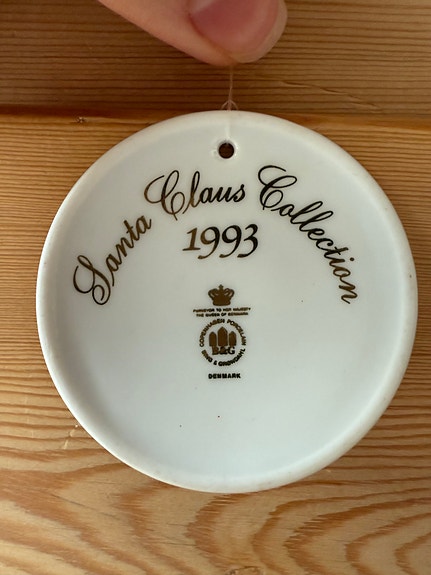 Santa Claus Collection
1993
PURVEYOR TO HER MAJESTY
THE QUEEN OF DENMARK
COPENHAGEN PORCELAIN
B&G
BING & GRØNDAHL
DENMARK